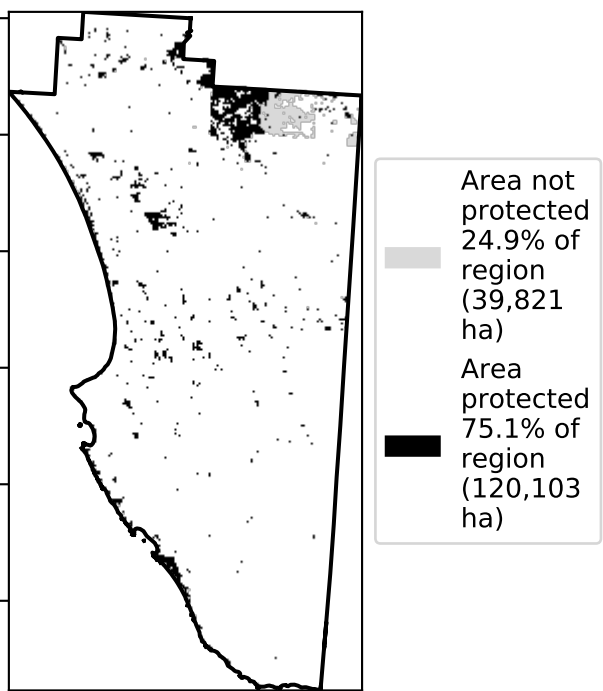 Area not
protected
24.9% of
region
(39,821
ha)
Area
protected
75.1% of
region
(120,103
ha)